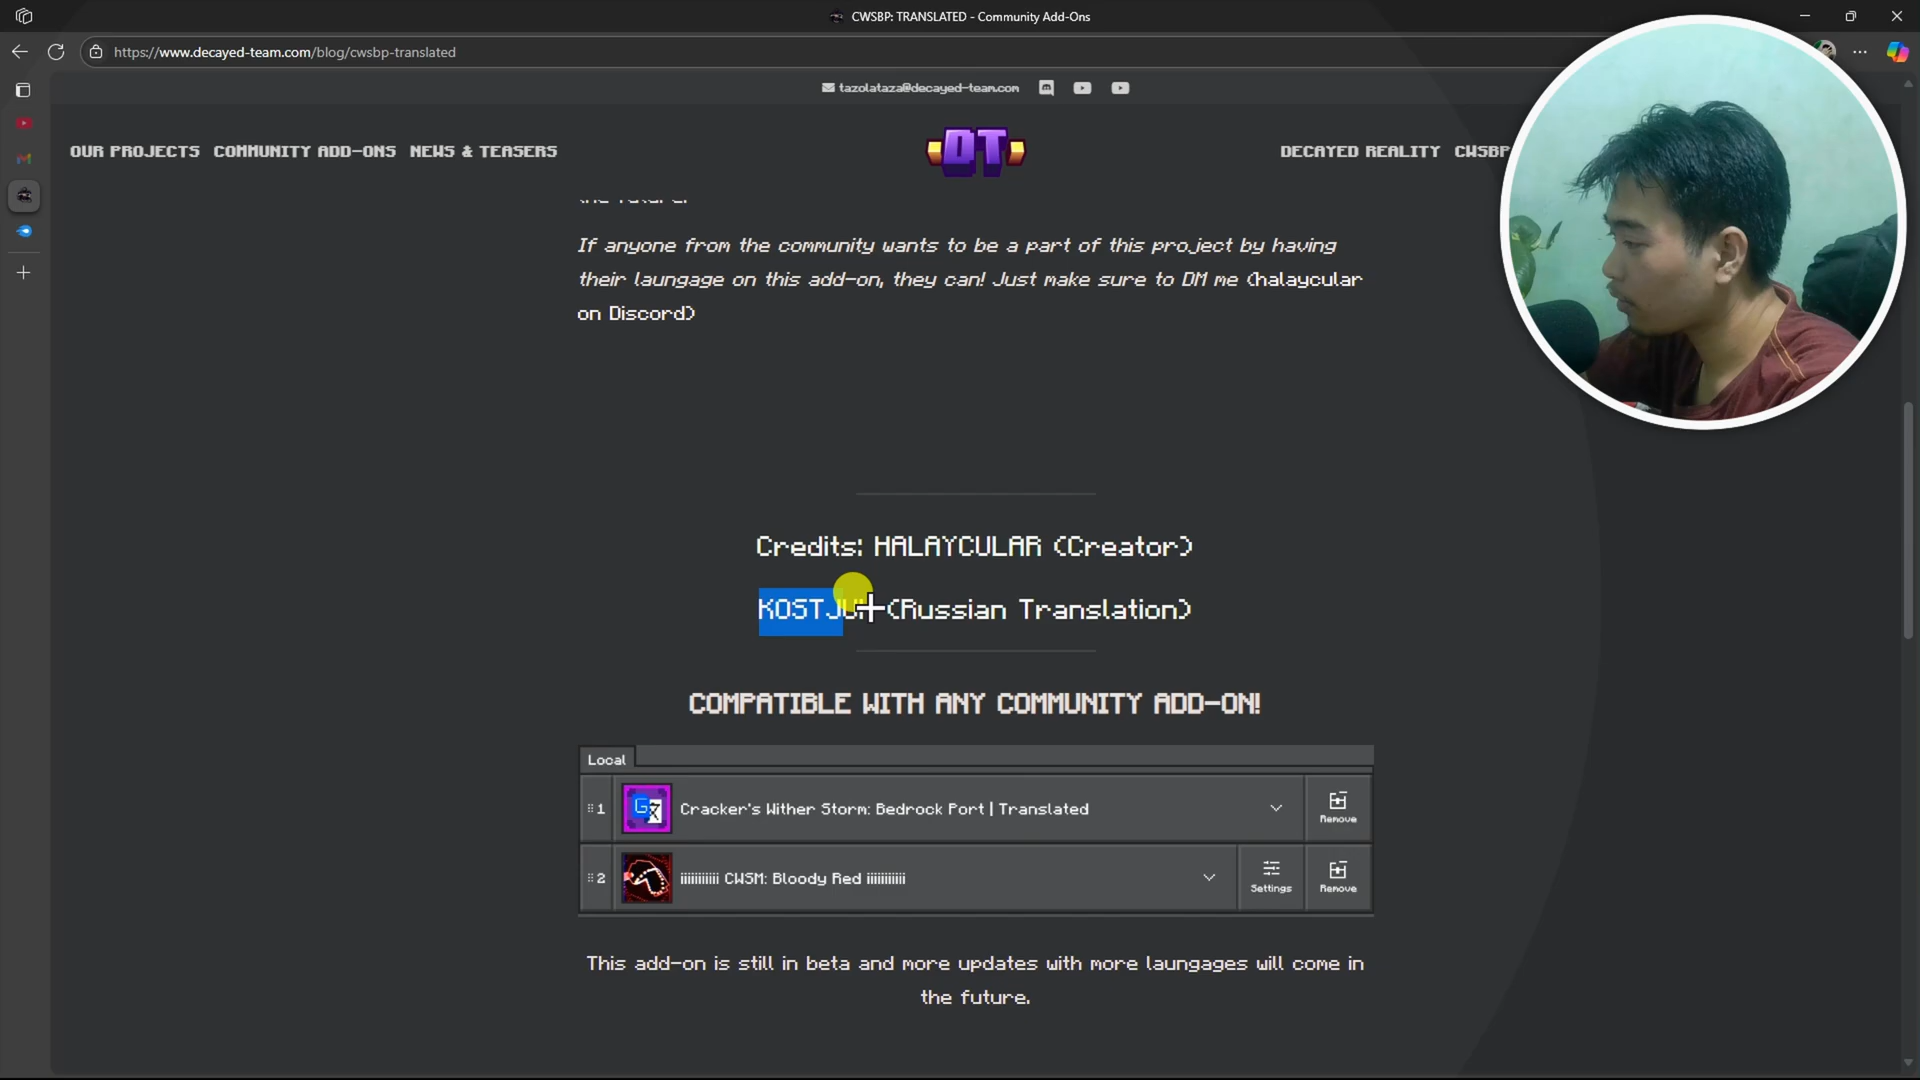 CWSBP: TRANSLATED - Community Add-Ons
https://www.decayed-team.com/blog/cwsbp-translated
tazolataza@decayed-team.com
OUR PROJECTS COMMUNITY ADD-ONS NEWS & TEASERS
DT
DECAYED REALITY CWSBP
If anyone from the community wants to be a part of this project by having
their laungage on this add-on, they can! Just make sure to DM me (halaycular
on Discord)
Credits: HALAYCULAR (Creator)
(Russian Translation)
COMPATIBLE WITH ANY COMMUNITY ADD-ON!
Local
1 Cracker's Wither Storm: Bedrock Port | Translated Remove
2 iiiiiiiiii CWSM: Bloody Red iiiiiiiiii Settings Remove
This add-on is still in beta and more updates with more laungages will come in
the future.